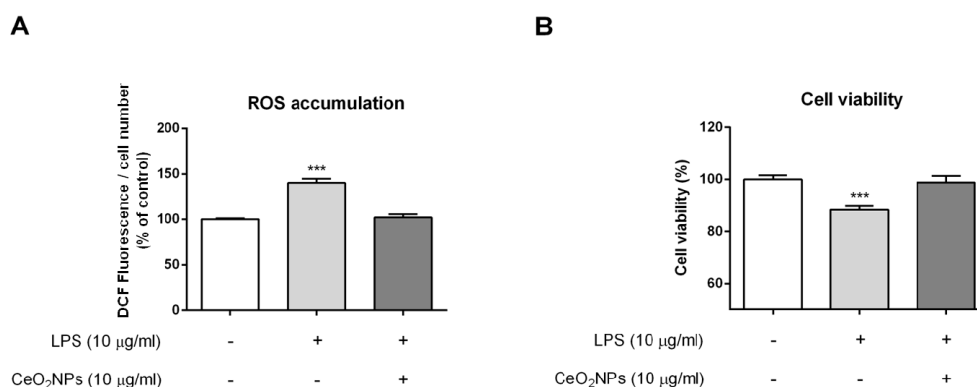 A
ROS accumulation
DCF Fluorescence / cell number
(% of control)
200
150
100
50
0
***
LPS (10 μg/ml) - + +
CeO₂NPs (10 μg/ml) - - +
B
Cell viability
Cell viability (%)
120
100
80
60
***
LPS (10 μg/ml) - + +
CeO₂NPs (10 μg/ml) - - +